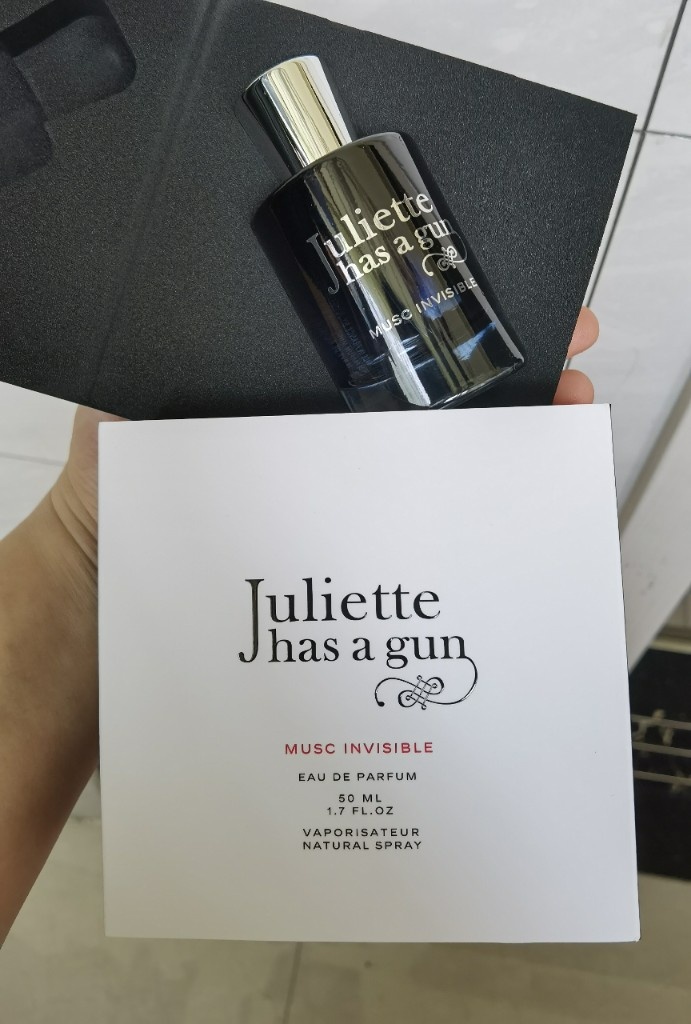 Juliette
has a gun
MUSC INVISIBLE
Juliette
has a gun
MUSC INVISIBLE
EAU DE PARFUM
50 ML
1.7 FL.OZ
VAPORISATEUR
NATURAL SPRAY